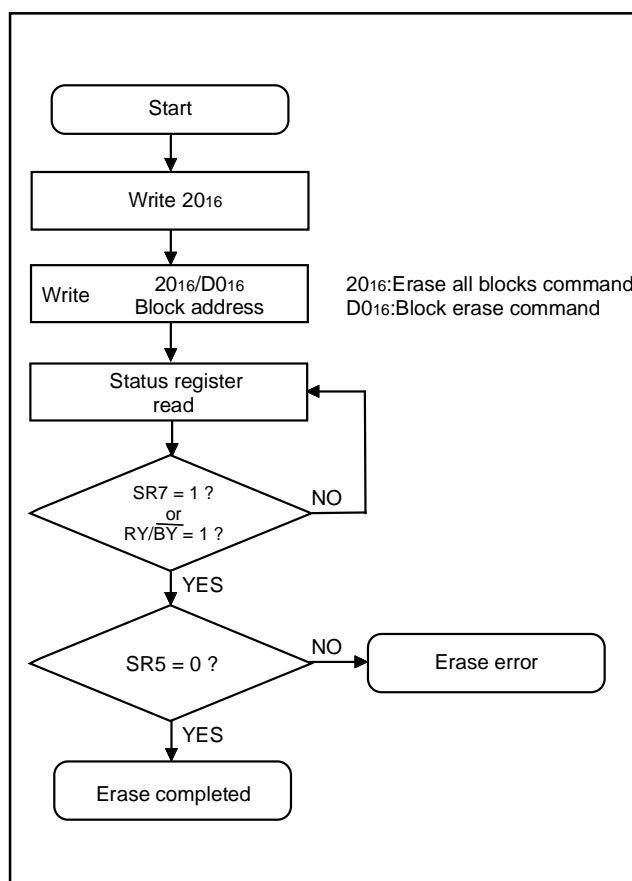 Start
Write 2016
Write 2016/D016
Block address
2016:Erase all blocks command
D016:Block erase command
Status register
read
SR7 = 1 ?
or
RY/B̅Y̅ = 1 ?
NO
YES
SR5 = 0 ?
NO
Erase error
YES
Erase completed